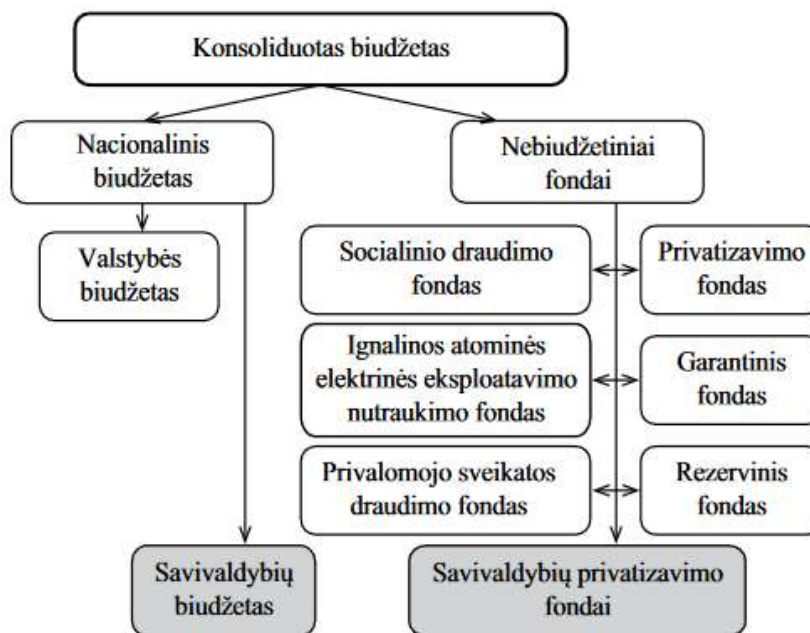 Konsoliduotas biudžetas
Nacionalinis
biudžetas
Nebiudžetiniai
fondai
Valstybės
biudžetas
Socialinio draudimo
fondas
Privatizavimo
fondas
Ignalinos atominės
elektrinės eksploatavimo
nutraukimo fondas
Garantinis
fondas
Privalomojo sveikatos
draudimo fondas
Rezervinis
fondas
Savivaldybių
biudžetas
Savivaldybių privatizavimo
fondai